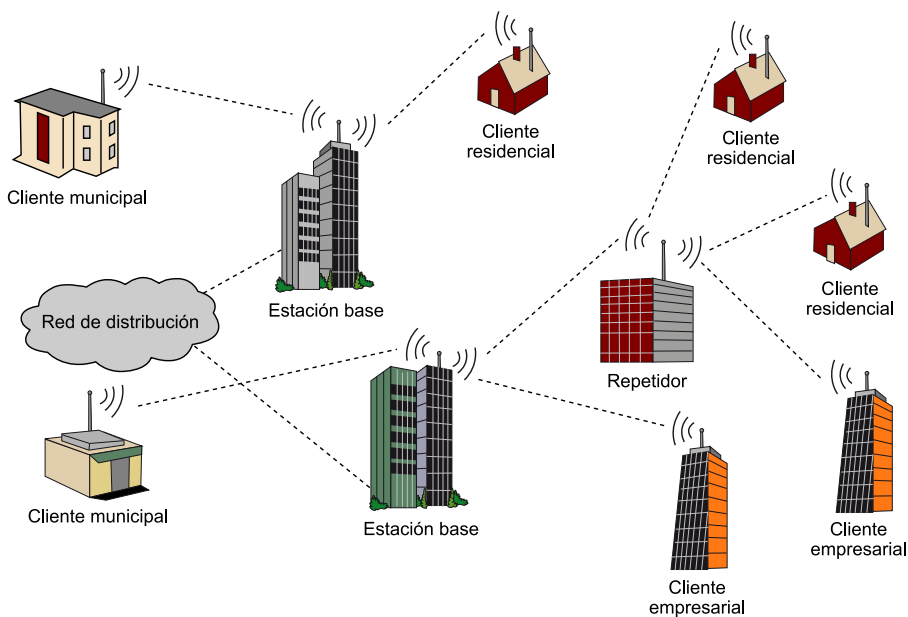 Cliente
residencial
Cliente
residencial
Cliente municipal
Cliente
residencial
Estación base
Red de distribución
Repetidor
Cliente municipal
Estación base
Cliente
empresarial
Cliente
empresarial